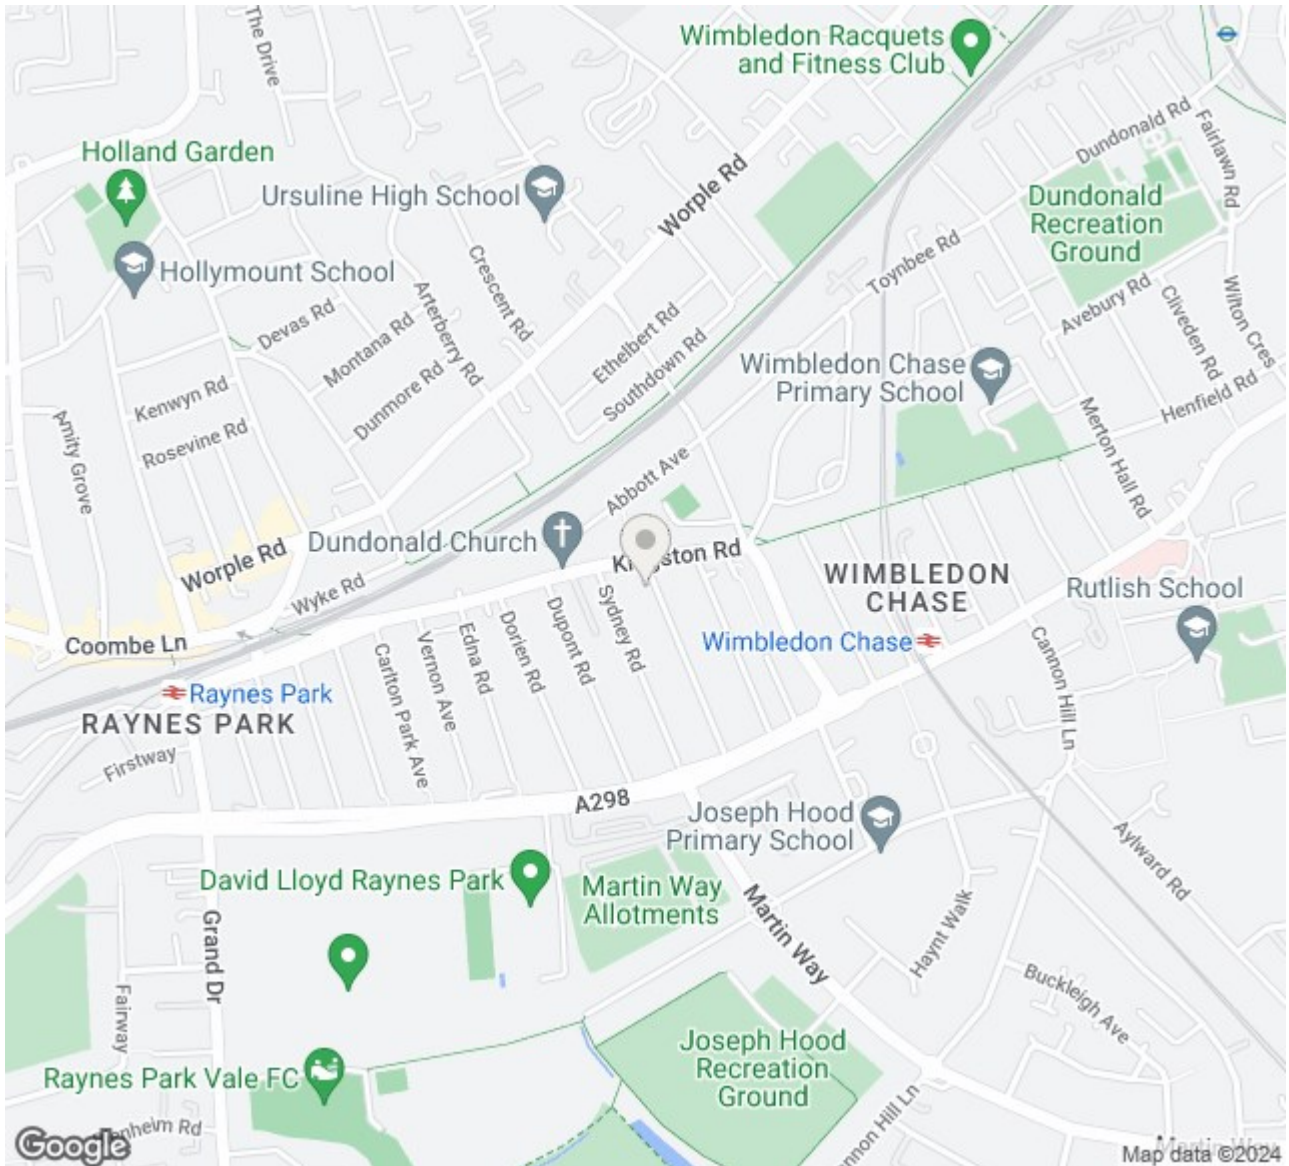 The Drive
Wimbledon Racquets
and Fitness Club
Dundonald Rd
Fairlawn Rd
Holland Garden
Ursuline High School
Worple Rd
Dundonald
Recreation
Ground
Hollymount School
Crescent Rd
Toynbee Rd
Arterberry Rd
Devas Rd
Montana Rd
Ethelbert Rd
Southdown Rd
Avebury Rd
Cliveden Rd
Wilton Cres
Wimbledon Chase
Primary School
Kenwyn Rd
Dunmore Rd
Henfield Rd
Rosevine Rd
Amity Grove
Merton Hall Rd
Abbott Ave
Dundonald Church
Worple Rd
Wyke Rd
WIMBLEDON
CHASE
Rutlish School
Coombe Ln
Sydney Rd
Dupont Rd
Dorien Rd
Edna Rd
Vernon Ave
Carlton Park Ave
Wimbledon Chase
Cannon Hill Ln
Raynes Park
RAYNES PARK
Firstway
A298
Joseph Hood
Primary School
Aylward Rd
David Lloyd Raynes Park
Martin Way
Allotments
Martin Way
Haynt Walk
Grand Dr
Fairway
Buckleigh Ave
Joseph Hood
Recreation
Ground
Raynes Park Vale FC
Google
Map data ©2024